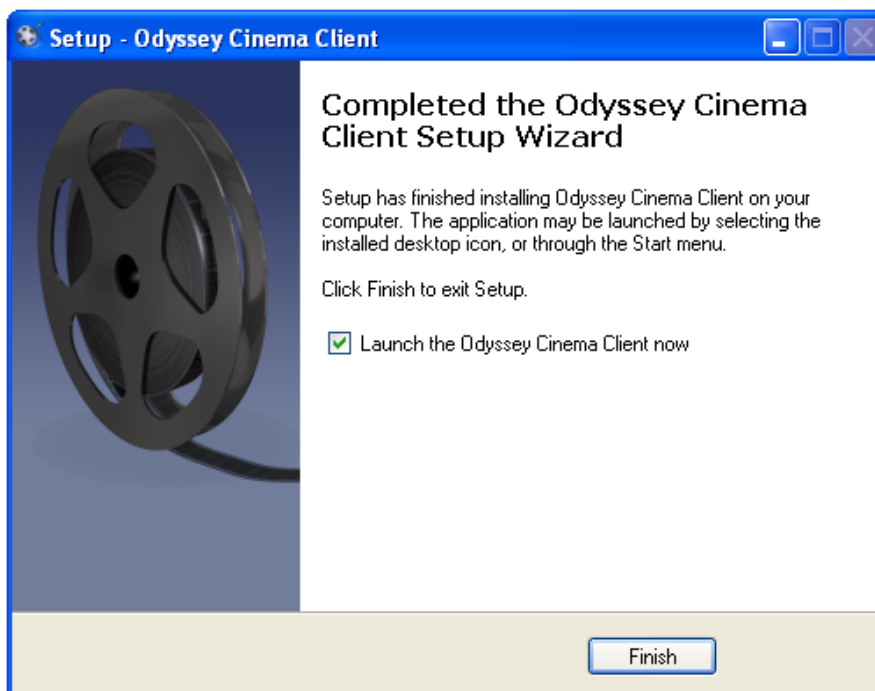 Setup - Odyssey Cinema Client
Completed the Odyssey Cinema
Client Setup Wizard
Setup has finished installing Odyssey Cinema Client on your
computer. The application may be launched by selecting the
installed desktop icon, or through the Start menu.
Click Finish to exit Setup.
Launch the Odyssey Cinema Client now
Finish